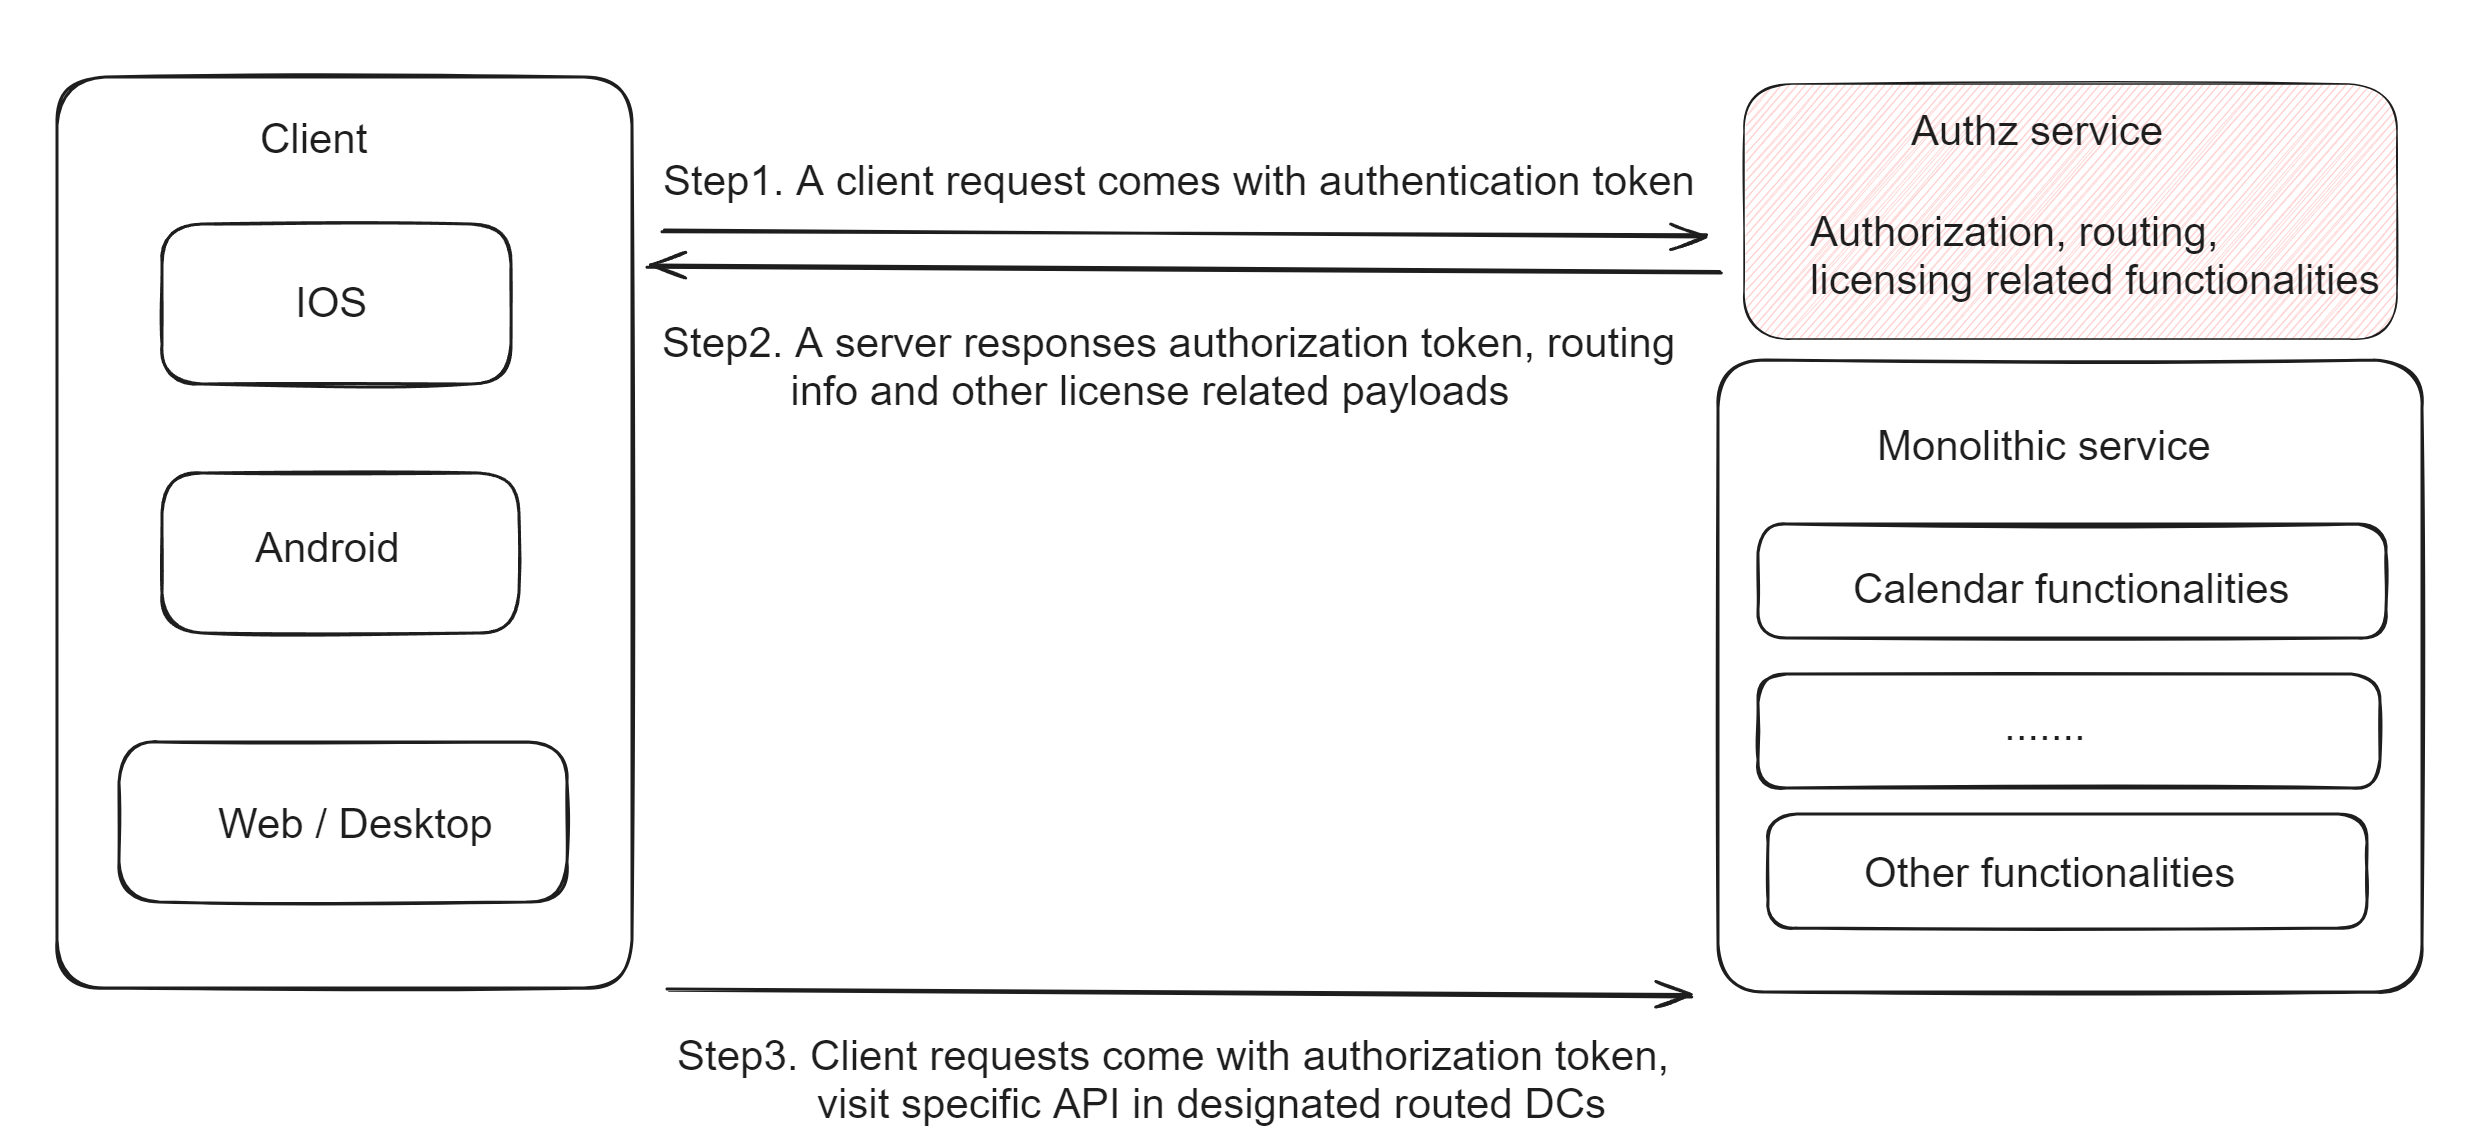 Client
IOS
Android
Web / Desktop
Step1. A client request comes with authentication token
Step2. A server responses authorization token, routing
info and other license related payloads
Step3. Client requests come with authorization token,
visit specific API in designated routed DCs
Authz service
Authorization, routing,
licensing related functionalities
Monolithic service
Calendar functionalities
.......
Other functionalities